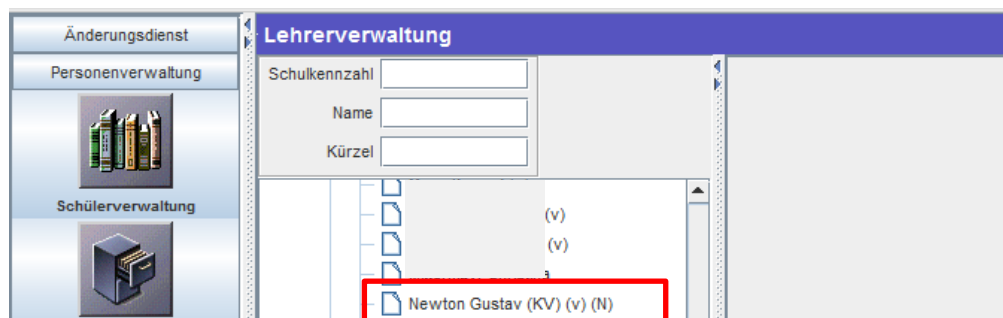 Änderungsdienst
Personenverwaltung
Schülerverwaltung
Lehrerverwaltung
Schulkennzahl
Name
Kürzel
(v)
(v)
Newton Gustav (KV) (v) (N)